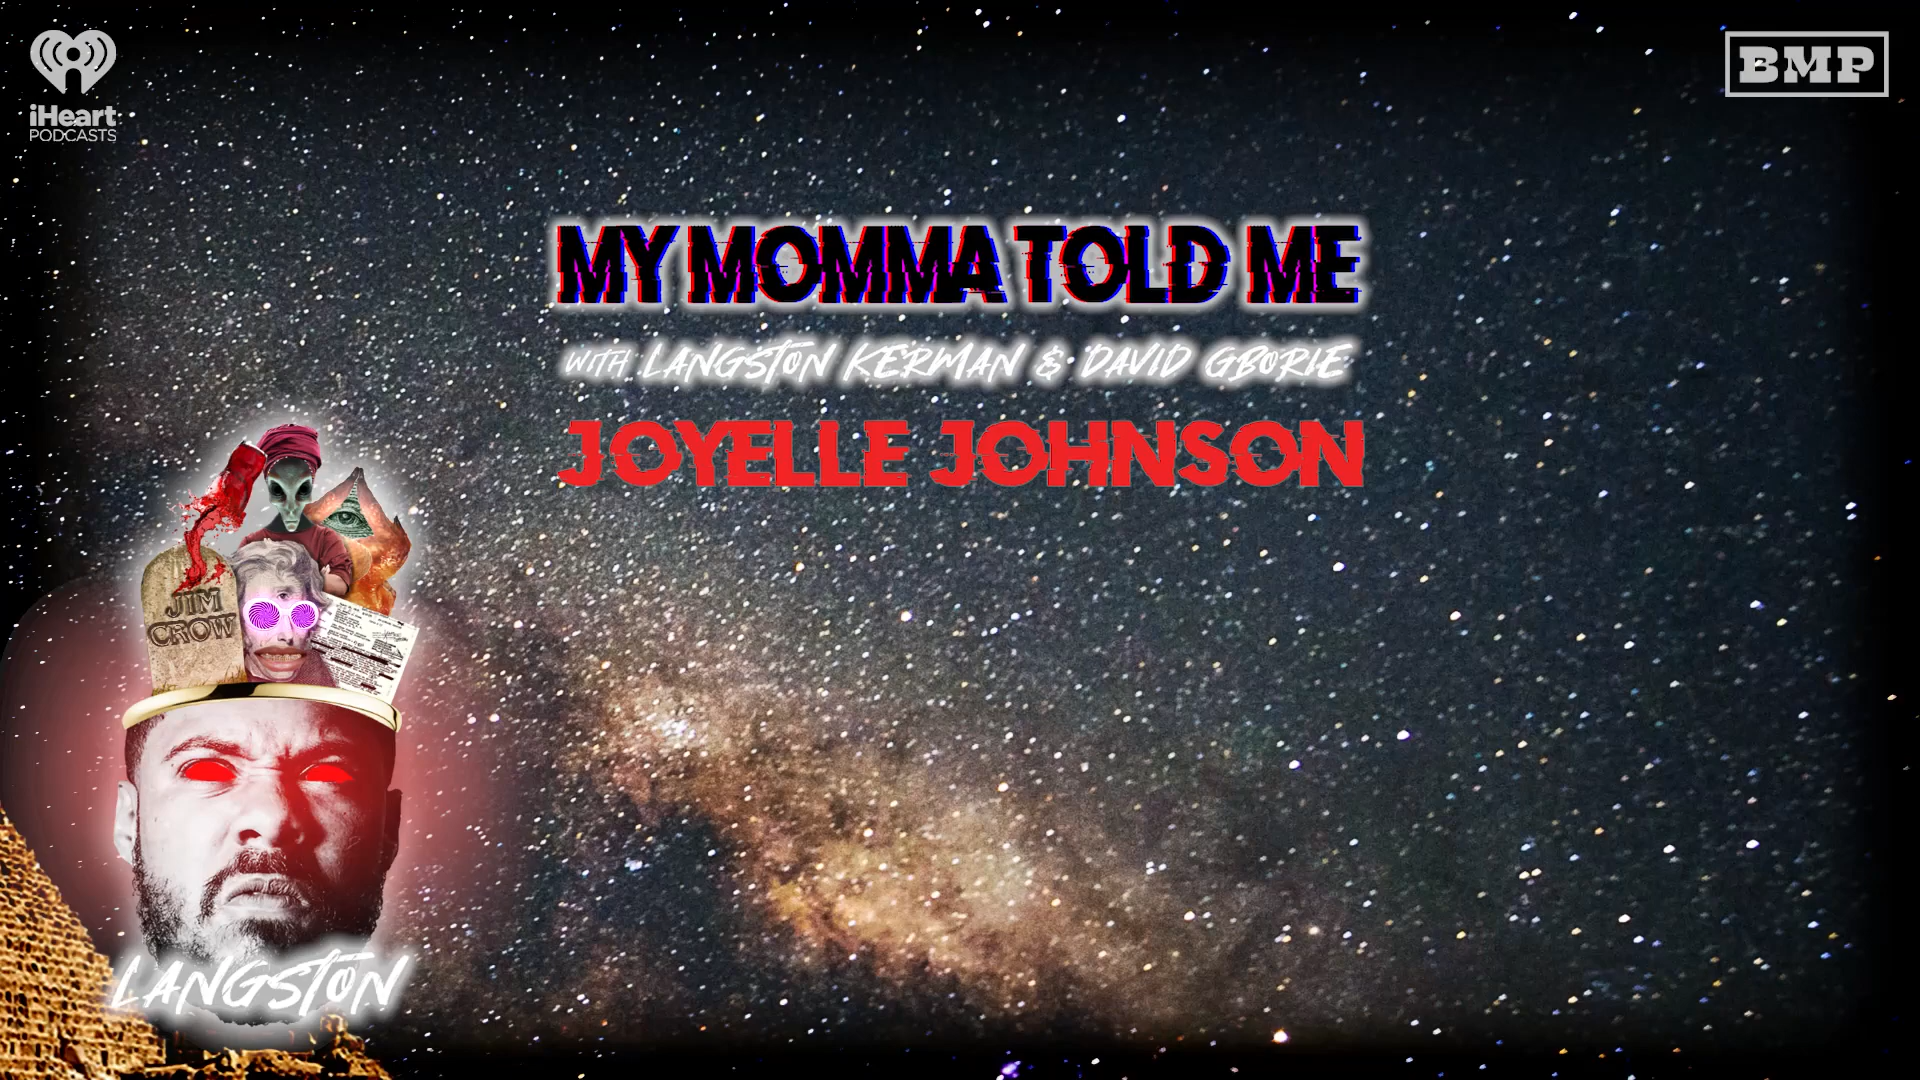 iHeart
PODCASTS
BMP
MY MOMMA TOLD ME
WITH LANGSTON KERMAN & DAVID GBORIE
JOYELLE JOHNSON
JIM
CROW
LANGSTON